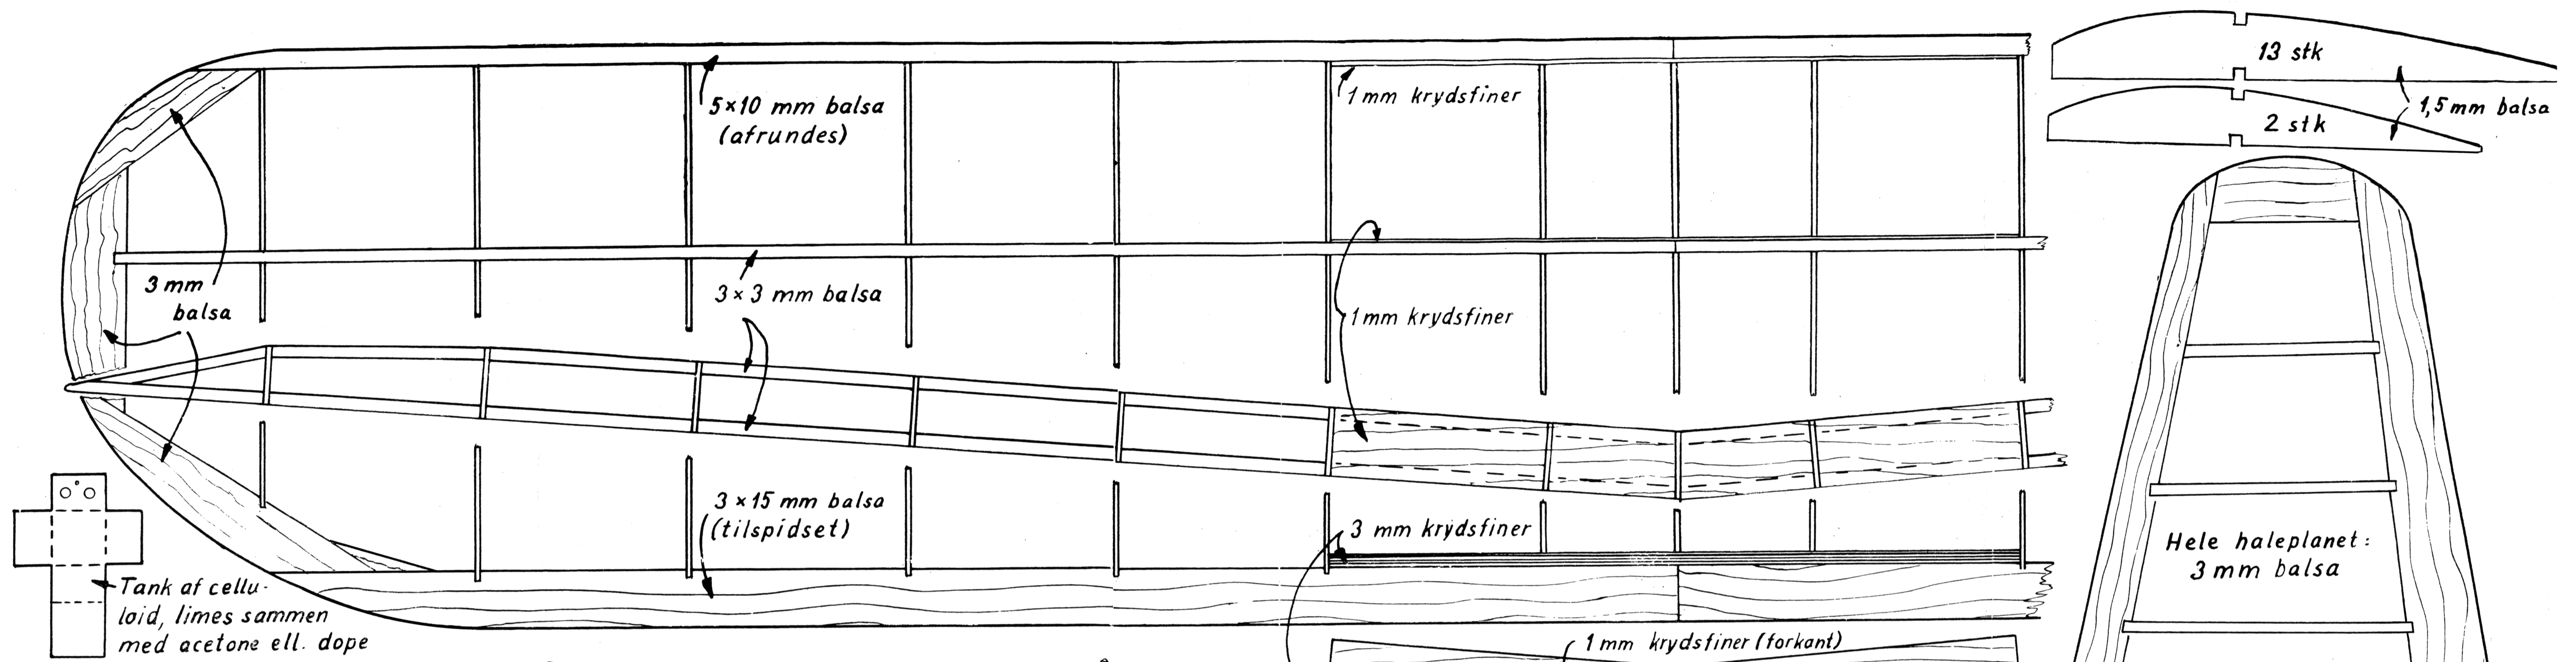 5×10 mm balsa
(afrundes)
1 mm krydsfiner
13 stk
1,5 mm balsa
2 stk
3 mm
balsa
3 × 3 mm balsa
1 mm krydsfiner
3 × 15 mm balsa
(tilspidset)
3 mm krydsfiner
Hele haleplanet:
3 mm balsa
Tank af cellu-
loid, limes sammen
med acetone ell. dope
1 mm krydsfiner (forkant)